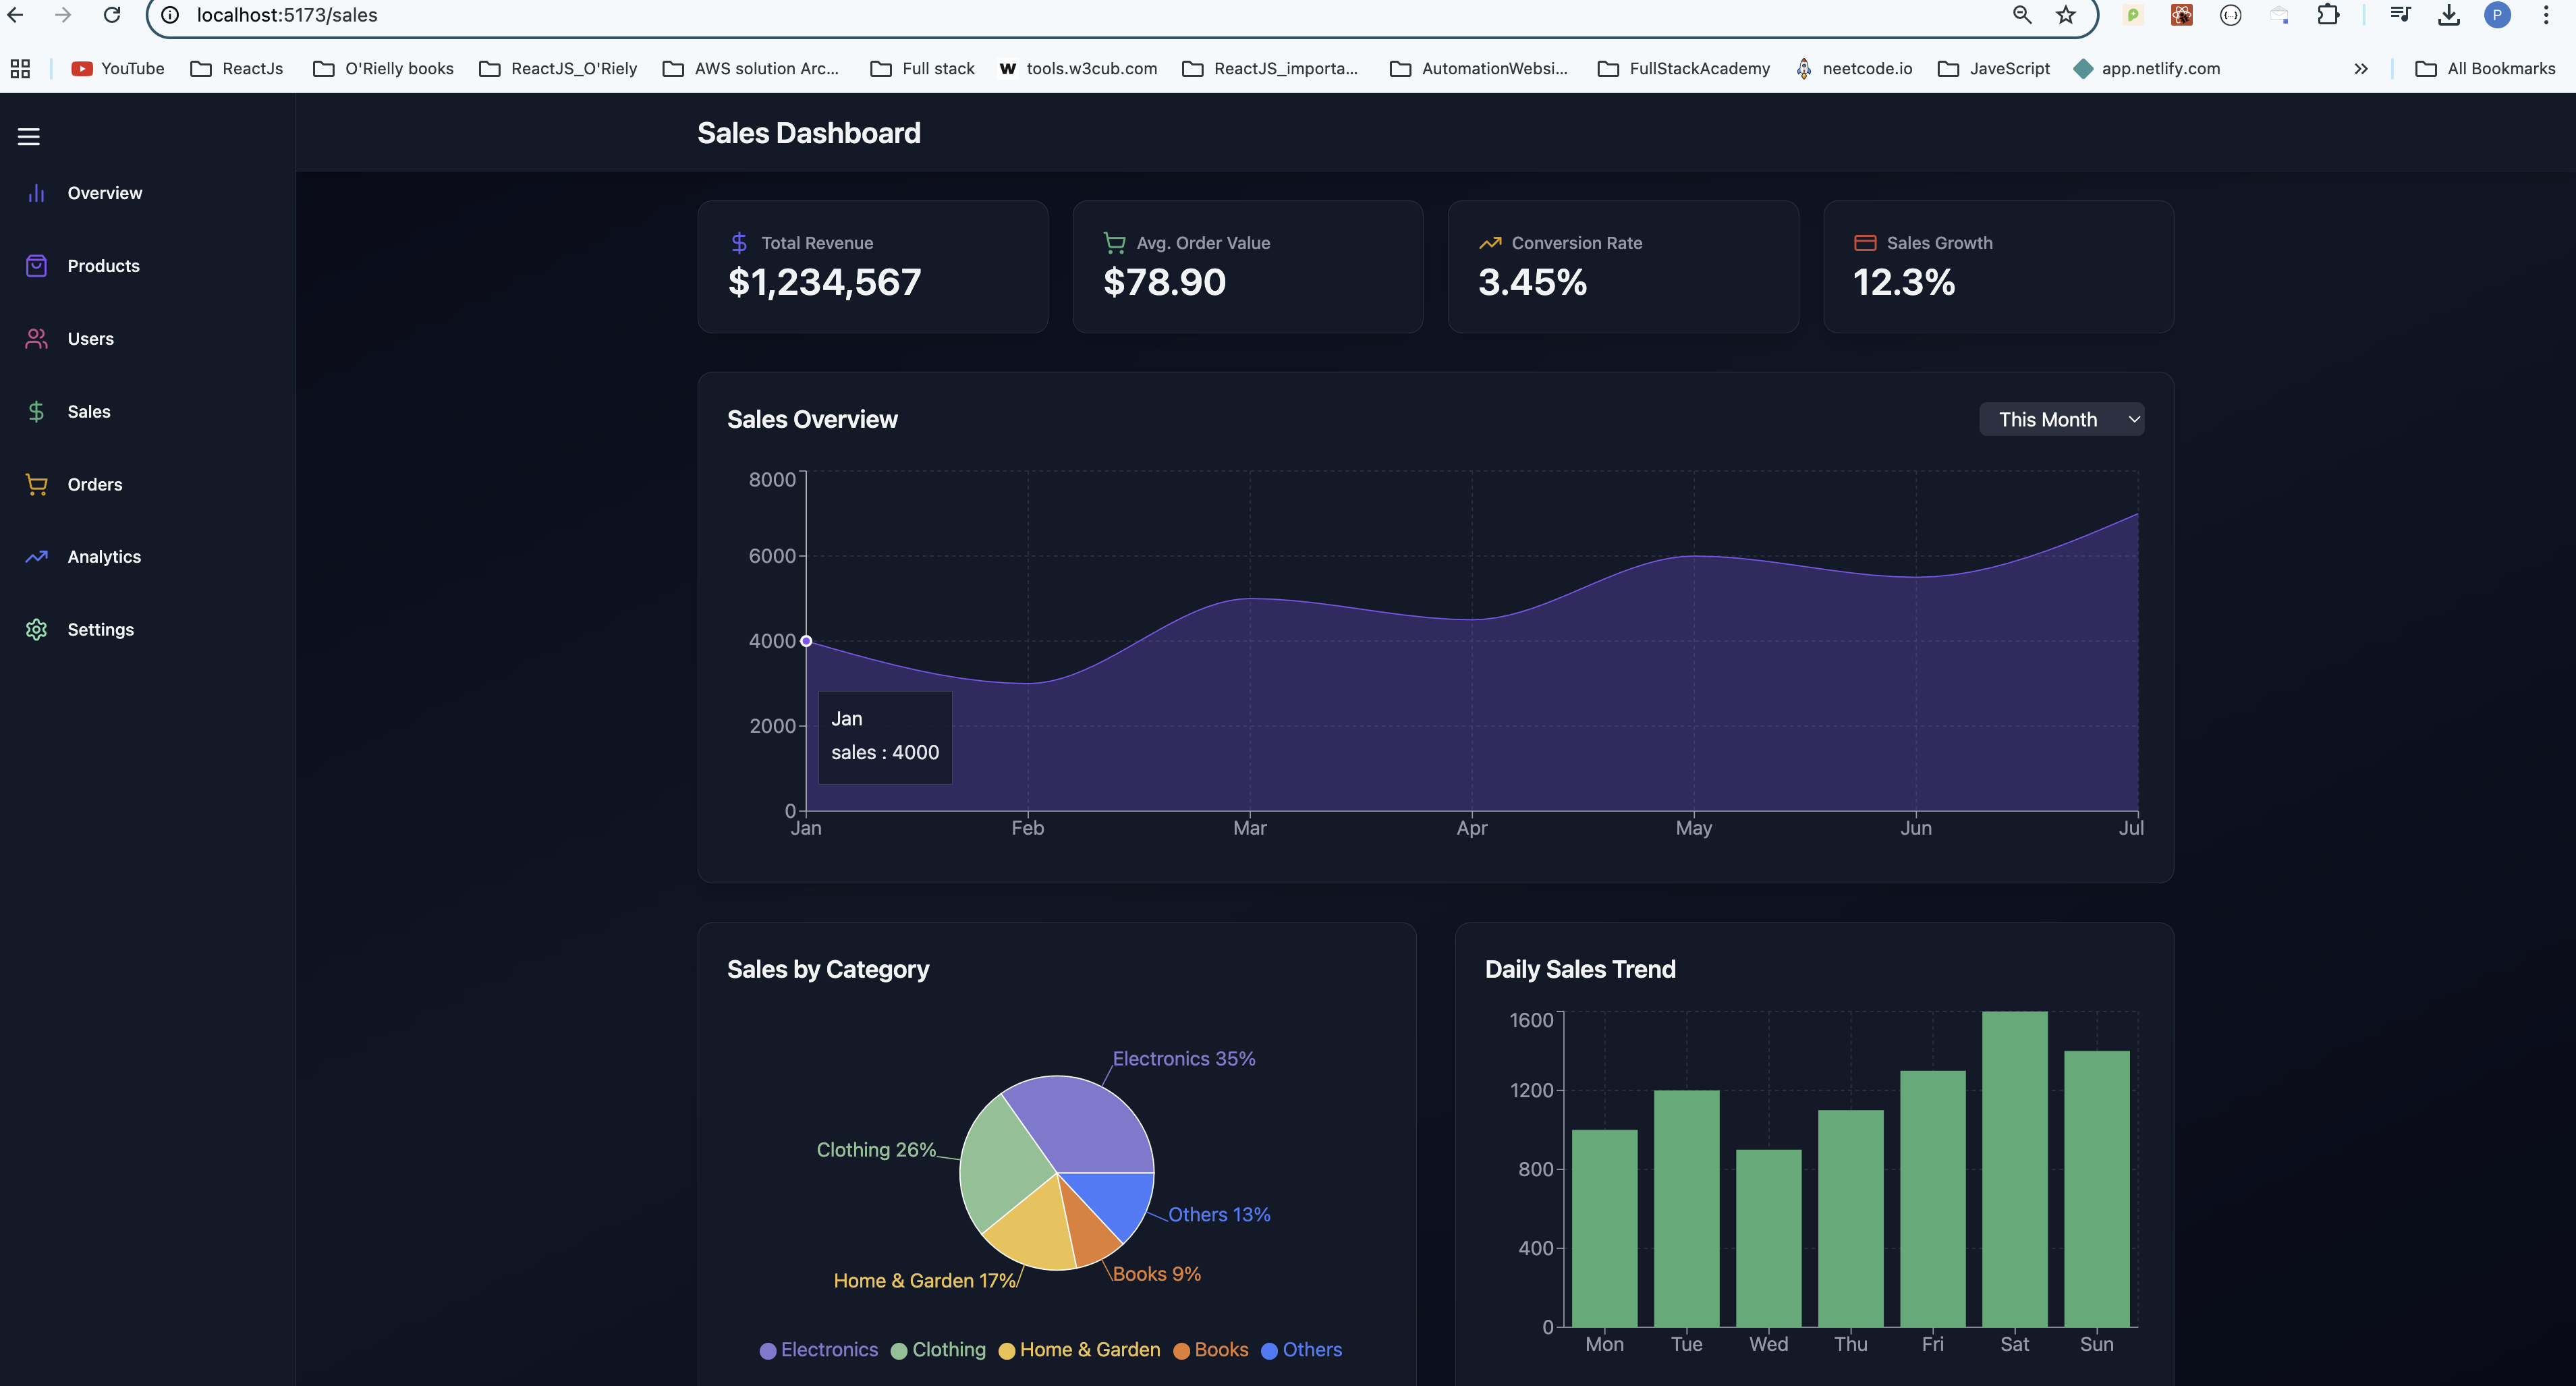 localhost:5173/sales
P
YouTube ReactJs O'Rielly books ReactJS_O'Riely AWS solution Arc... Full stack w tools.w3cub.com ReactJS_importa... AutomationWebsi... FullStackAcademy neetcode.io JaveScript app.netlify.com » All Bookmarks
Overview
Products
Users
Sales
Orders
Analytics
Settings
Sales Dashboard
Total Revenue
$1,234,567
Avg. Order Value
$78.90
Conversion Rate
3.45%
Sales Growth
12.3%
Sales Overview
This Month
8000
6000
4000
2000
0
Jan
sales : 4000
Jan Feb Mar Apr May Jun Jul
Sales by Category
Electronics 35%
Clothing 26%
Others 13%
Books 9%
Home & Garden 17%
Electronics Clothing Home & Garden Books Others
Daily Sales Trend
1600
1200
800
400
0
Mon Tue Wed Thu Fri Sat Sun